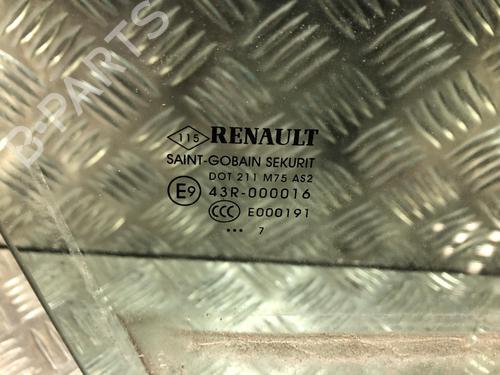 115 RENAULT
SAINT-GOBAIN SEKURIT
DOT 211 M75 AS2
E9 43R-000016
CCC E000191
••• 7
B-PARTS